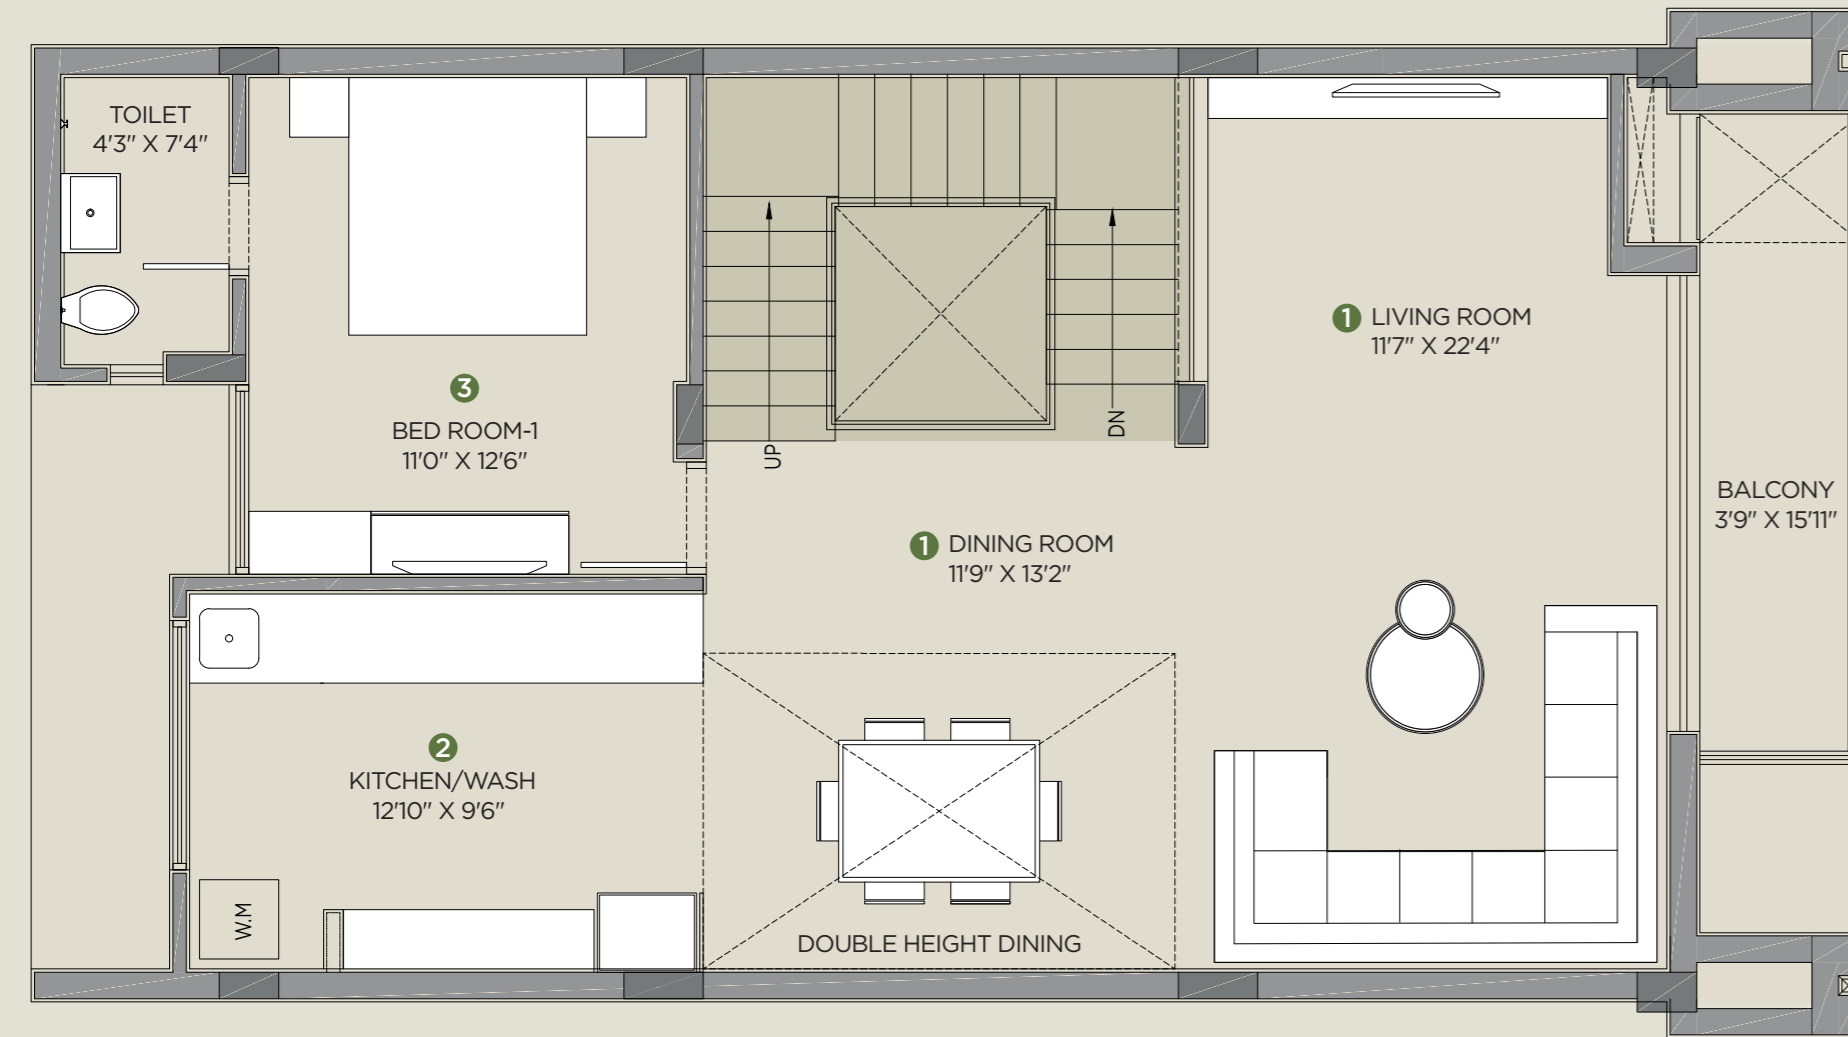 TOILET
4'3" X 7'4"
3
BED ROOM-1
11'0" X 12'6"
UP
DN
1 LIVING ROOM
11'7" X 22'4"
BALCONY
3'9" X 15'11"
1 DINING ROOM
11'9" X 13'2"
2
KITCHEN/WASH
12'10" X 9'6"
W.M
DOUBLE HEIGHT DINING